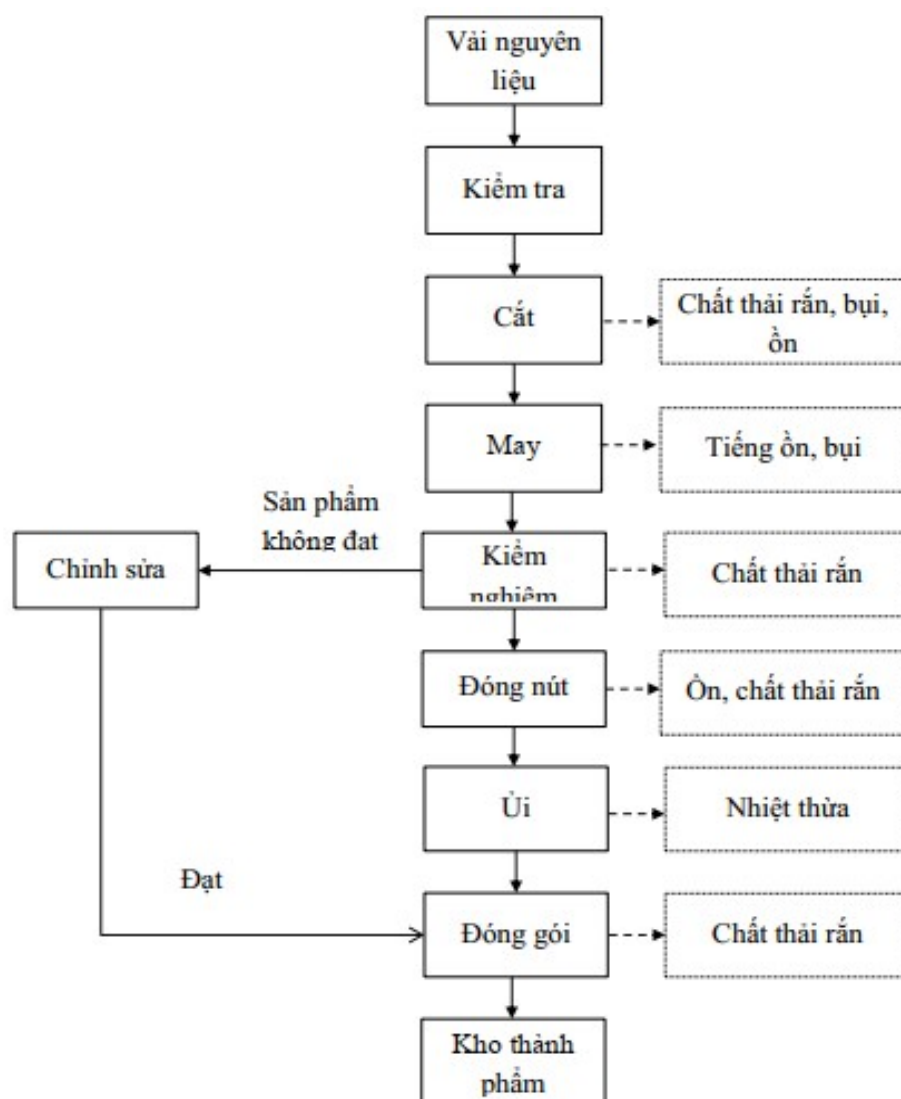 Vải nguyên
liệu
Kiểm tra
Cắt
Chất thải rắn, bụi,
ồn
May
Tiếng ồn, bụi
Sản phẩm
không đạt
Chỉnh sửa
Kiểm
nghiệm
Chất thải rắn
Đóng nút
Ồn, chất thải rắn
Ủi
Nhiệt thừa
Đạt
Đóng gói
Chất thải rắn
Kho thành
phẩm